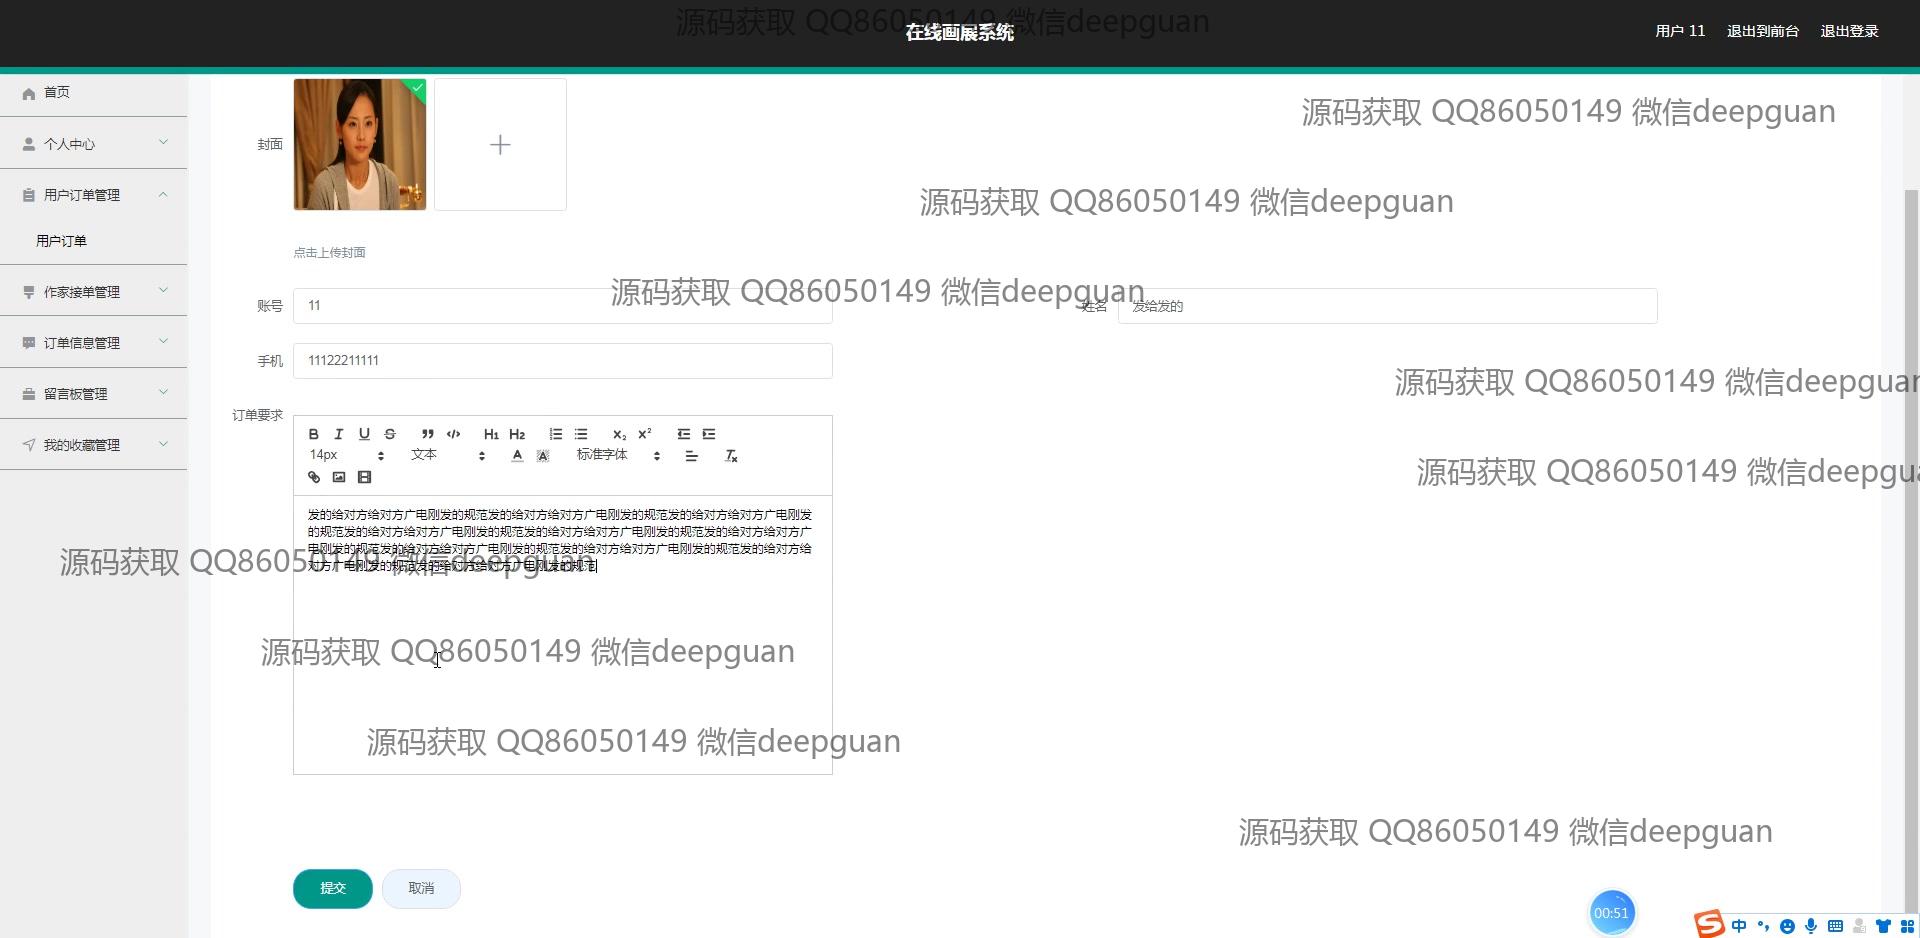 源码获取 QQ86050149 微信deepguan
在线画展系统
用户 11 退出到前台 退出登录
首页
个人中心
用户订单管理
用户订单
作家接单管理
订单信息管理
留言板管理
我的收藏管理
封面
源码获取 QQ86050149 微信deepguan
源码获取 QQ86050149 微信deepguan
点击上传封面
源码获取 QQ86050149 微信deepguan
账号 11
姓名 发给发的
手机 11122211111
源码获取 QQ86050149 微信deepguan
订单要求
B I U S H1 H2 X2 X2
14px 文本 A A 标准字体 Tx
源码获取 QQ86050149 微信deepgua
发的给对方给对方广电刚发的规范发的给对方给对方广电刚发的规范发的给对方给对方广电刚发
的规范发的给对方给对方广电刚发的规范发的给对方给对方广电刚发的规范发的给对方给对方广
电刚发的规范发的给对方给对方广电刚发的规范发的给对方给对方广电刚发的规范发的给对方给
对方广电刚发的规范发的给对方给对方广电刚发的规范
源码获取 QQ86050149 微信deepguan
源码获取 QQ86050149 微信deepguan
源码获取 QQ86050149 微信deepguan
源码获取 QQ86050149 微信deepguan
提交 取消
00:51
S 中